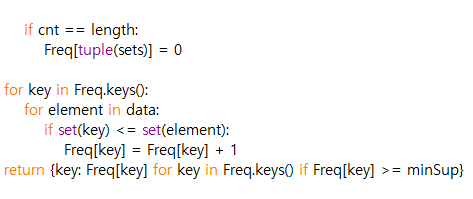 if cnt == length:
Freq[tuple(sets)] = 0
for key in Freq.keys():
for element in data:
if set(key) <= set(element):
Freq[key] = Freq[key] + 1
return {key: Freq[key] for key in Freq.keys() if Freq[key] >= minSup}